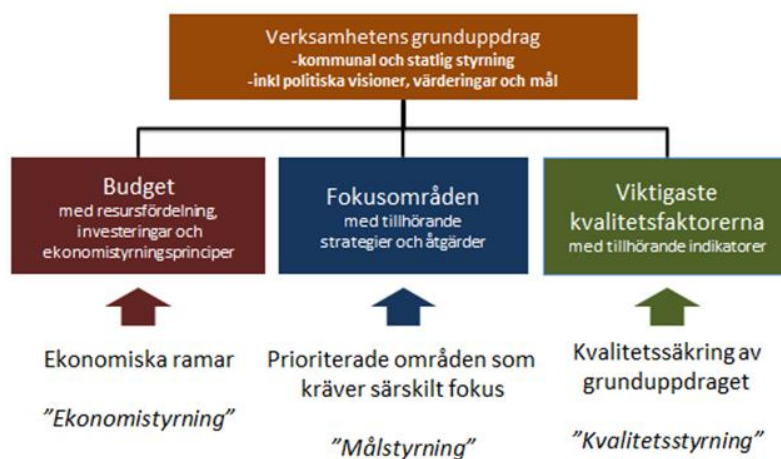 Verksamhetens grunduppdrag
-kommunal och statlig styrning
-inkl politiska visioner, värderingar och mål
Budget
med resursfördelning,
investeringar och
ekonomistyrningsprinciper
Fokusområden
med tillhörande
strategier och åtgärder
Viktigaste
kvalitetsfaktorerna
med tillhörande indikatorer
Ekonomiska ramar
”Ekonomistyrning”
Prioriterade områden som
kräver särskilt fokus
”Målstyrning”
Kvalitetssäkring av
grunduppdraget
”Kvalitetsstyrning”